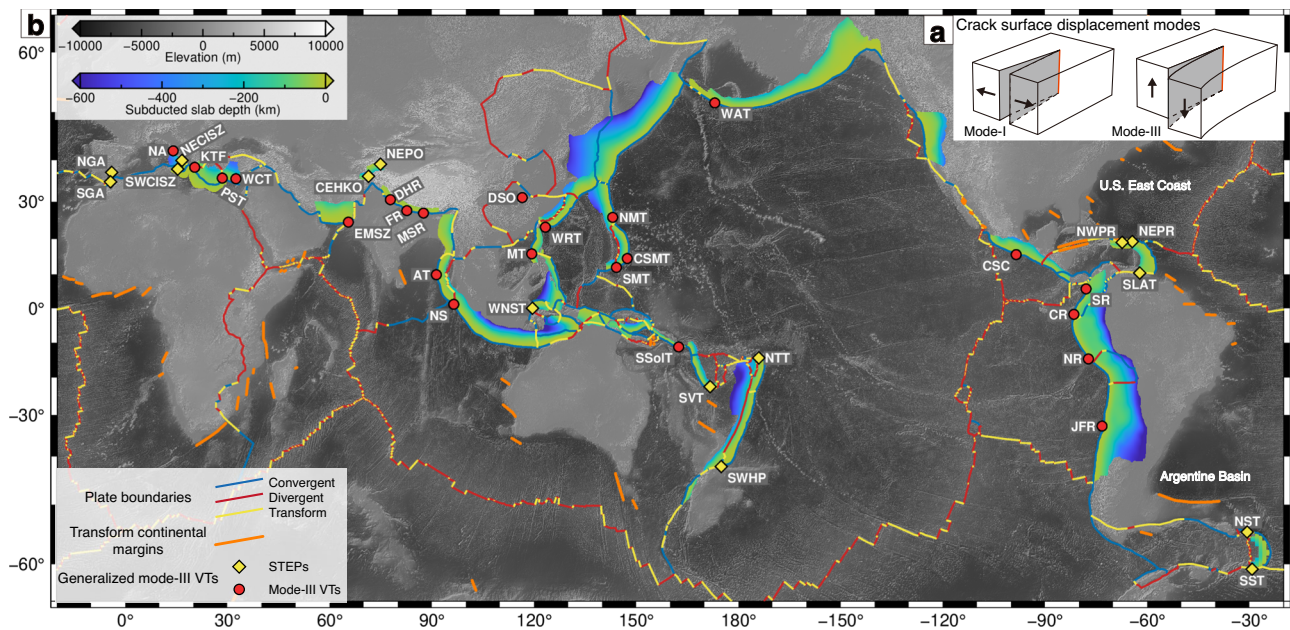 b
−10000 −5000 0 5000 10000
Elevation (m)
−600 −400 −200 0
Subducted slab depth (km)
a
Crack surface displacement modes
Mode-I
Mode-III
60°
30°
0°
−30°
−60°
NGA
SGA
NA
NECISZ
SWCISZ
KTF
PST
WCT
NEPO
CEHKO
DHR
FR
MSR
EMSZ
AT
NS
DSO
WRT
MT
WNST
NMT
CSMT
SMT
WAT
SSolT
SVT
NTT
SWHP
U.S. East Coast
NWPR
NEPR
CSC
SLAT
SR
CR
NR
JFR
Argentine Basin
NST
SST
Plate boundaries
Convergent
Divergent
Transform
Transform continental
margins
Generalized mode-III VTs
STEPs
Mode-III VTs
0° 30° 60° 90° 120° 150° 180° −150° −120° −90° −60° −30°